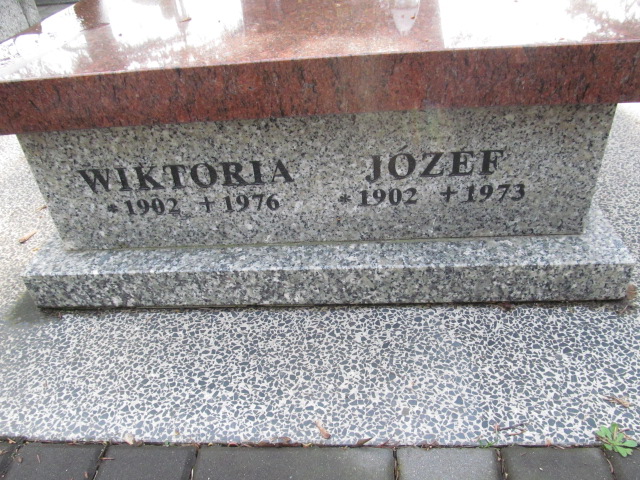 WIKTORIA
* 1902 + 1976
JÓZEF
* 1902 + 1973